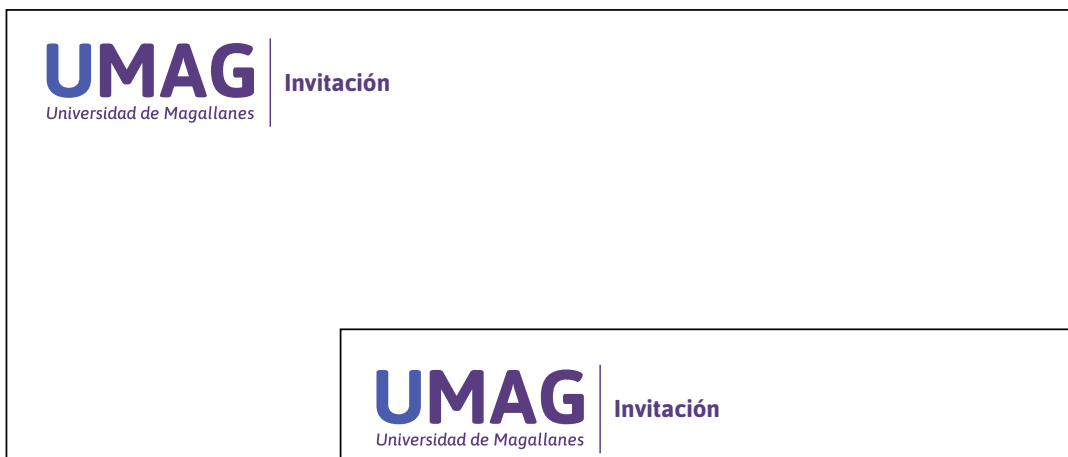 UMAG
Universidad de Magallanes
Invitación
UMAG
Universidad de Magallanes
Invitación